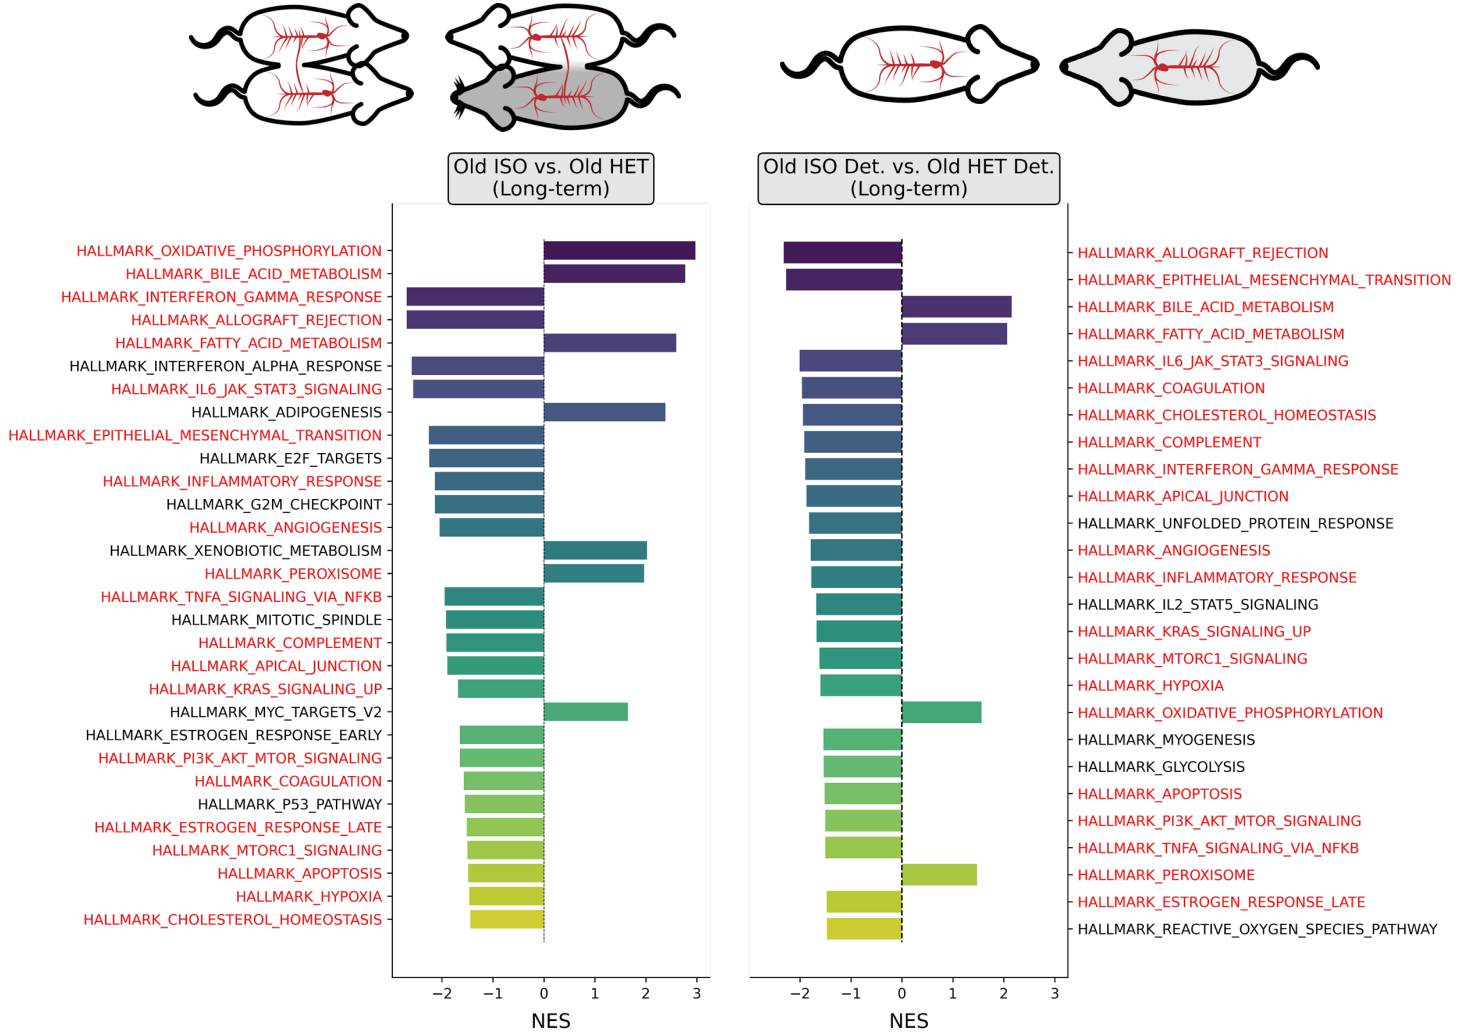 Old ISO vs. Old HET
(Long-term)
HALLMARK_OXIDATIVE_PHOSPHORYLATION
HALLMARK_BILE_ACID_METABOLISM
HALLMARK_INTERFERON_GAMMA_RESPONSE
HALLMARK_ALLOGRAFT_REJECTION
HALLMARK_FATTY_ACID_METABOLISM
HALLMARK_INTERFERON_ALPHA_RESPONSE
HALLMARK_IL6_JAK_STAT3_SIGNALING
HALLMARK_ADIPOGENESIS
HALLMARK_EPITHELIAL_MESENCHYMAL_TRANSITION
HALLMARK_E2F_TARGETS
HALLMARK_INFLAMMATORY_RESPONSE
HALLMARK_G2M_CHECKPOINT
HALLMARK_ANGIOGENESIS
HALLMARK_XENOBIOTIC_METABOLISM
HALLMARK_PEROXISOME
HALLMARK_TNFA_SIGNALING_VIA_NFKB
HALLMARK_MITOTIC_SPINDLE
HALLMARK_COMPLEMENT
HALLMARK_APICAL_JUNCTION
HALLMARK_KRAS_SIGNALING_UP
HALLMARK_MYC_TARGETS_V2
HALLMARK_ESTROGEN_RESPONSE_EARLY
HALLMARK_PI3K_AKT_MTOR_SIGNALING
HALLMARK_COAGULATION
HALLMARK_P53_PATHWAY
HALLMARK_ESTROGEN_RESPONSE_LATE
HALLMARK_MTORC1_SIGNALING
HALLMARK_APOPTOSIS
HALLMARK_HYPOXIA
HALLMARK_CHOLESTEROL_HOMEOSTASIS
−2 −1 0 1 2 3
NES
Old ISO Det. vs. Old HET Det.
(Long-term)
HALLMARK_ALLOGRAFT_REJECTION
HALLMARK_EPITHELIAL_MESENCHYMAL_TRANSITION
HALLMARK_BILE_ACID_METABOLISM
HALLMARK_FATTY_ACID_METABOLISM
HALLMARK_IL6_JAK_STAT3_SIGNALING
HALLMARK_COAGULATION
HALLMARK_CHOLESTEROL_HOMEOSTASIS
HALLMARK_COMPLEMENT
HALLMARK_INTERFERON_GAMMA_RESPONSE
HALLMARK_APICAL_JUNCTION
HALLMARK_UNFOLDED_PROTEIN_RESPONSE
HALLMARK_ANGIOGENESIS
HALLMARK_INFLAMMATORY_RESPONSE
HALLMARK_IL2_STAT5_SIGNALING
HALLMARK_KRAS_SIGNALING_UP
HALLMARK_MTORC1_SIGNALING
HALLMARK_HYPOXIA
HALLMARK_OXIDATIVE_PHOSPHORYLATION
HALLMARK_MYOGENESIS
HALLMARK_GLYCOLYSIS
HALLMARK_APOPTOSIS
HALLMARK_PI3K_AKT_MTOR_SIGNALING
HALLMARK_TNFA_SIGNALING_VIA_NFKB
HALLMARK_PEROXISOME
HALLMARK_ESTROGEN_RESPONSE_LATE
HALLMARK_REACTIVE_OXYGEN_SPECIES_PATHWAY
−2 −1 0 1 2 3
NES